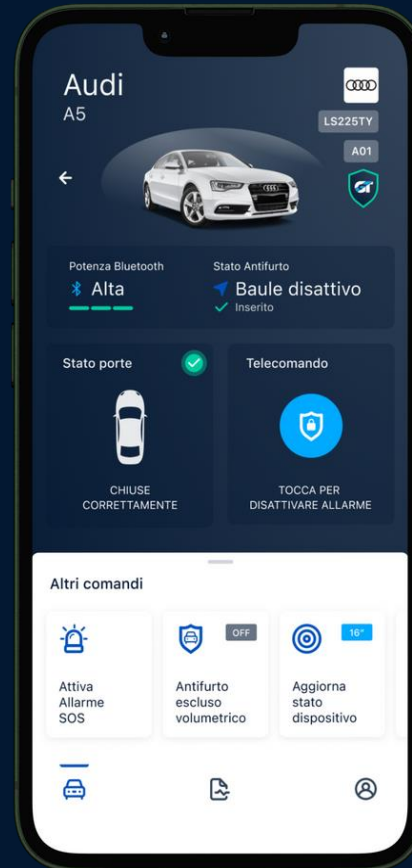 Audi
A5
LS225TY
A01
GT
Potenza Bluetooth
Alta
Stato Antifurto
Baule disattivo
Inserito
Stato porte
CHIUSE
CORRETTAMENTE
Telecomando
TOCCA PER
DISATTIVARE ALLARME
Altri comandi
Attiva
Allarme
SOS
OFF
Antifurto
escluso
volumetrico
16"
Aggiorna
stato
dispositivo